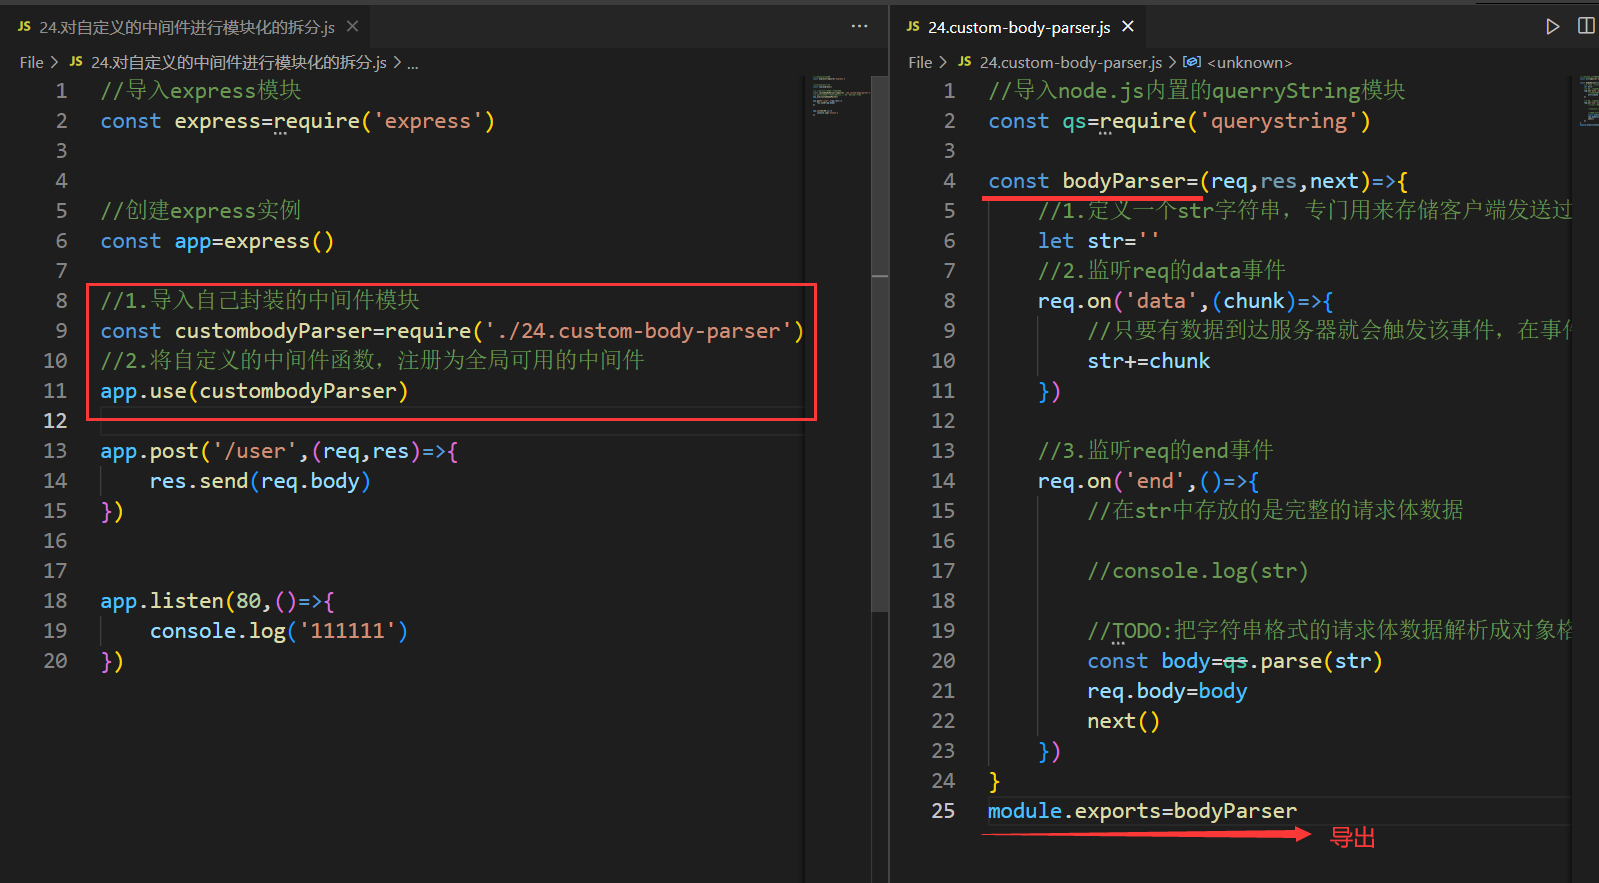 JS 24.对自定义的中间件进行模块化的拆分.js ×
File > JS 24.对自定义的中间件进行模块化的拆分.js > ...
1 //导入express模块
2 const express=require('express')
3
4
5 //创建express实例
6 const app=express()
7
8 //1.导入自己封装的中间件模块
9 const custombodyParser=require('./24.custom-body-parser')
10 //2.将自定义的中间件函数，注册为全局可用的中间件
11 app.use(custombodyParser)
12
13 app.post('/user',(req,res)=>{
14 res.send(req.body)
15 })
16
17
18 app.listen(80,()=>{
19 console.log('111111')
20 })
JS 24.custom-body-parser.js ×
File > JS 24.custom-body-parser.js > <unknown>
1 //导入node.js内置的querryString模块
2 const qs=require('querystring')
3
4 const bodyParser=(req,res,next)=>{
5 //1.定义一个str字符串，专门用来存储客户端发送过
6 let str=''
7 //2.监听req的data事件
8 req.on('data',(chunk)=>{
9 //只要有数据到达服务器就会触发该事件，在事件
10 str+=chunk
11 })
12
13 //3.监听req的end事件
14 req.on('end',()=>{
15 //在str中存放的是完整的请求体数据
16
17 //console.log(str)
18
19 //TODO:把字符串格式的请求体数据解析成对象格
20 const body=qs.parse(str)
21 req.body=body
22 next()
23 })
24 }
25 module.exports=bodyParser
导出